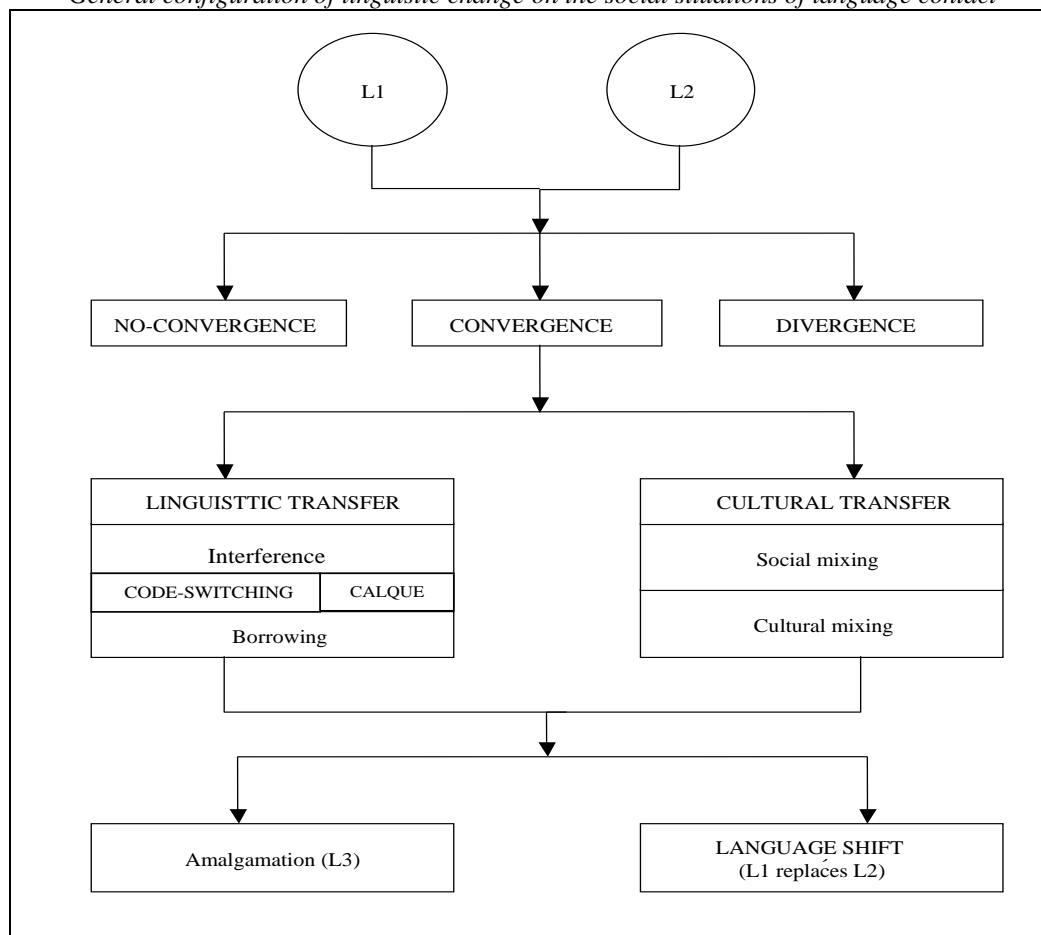 General configuration of linguistic change on the social situations of language contact
L1
L2
NO-CONVERGENCE
CONVERGENCE
DIVERGENCE
LINGUISTTIC TRANSFER
Interference
CODE-SWITCHING
CALQUE
Borrowing
CULTURAL TRANSFER
Social mixing
Cultural mixing
Amalgamation (L3)
LANGUAGE SHIFT
(L1 replaces L2)